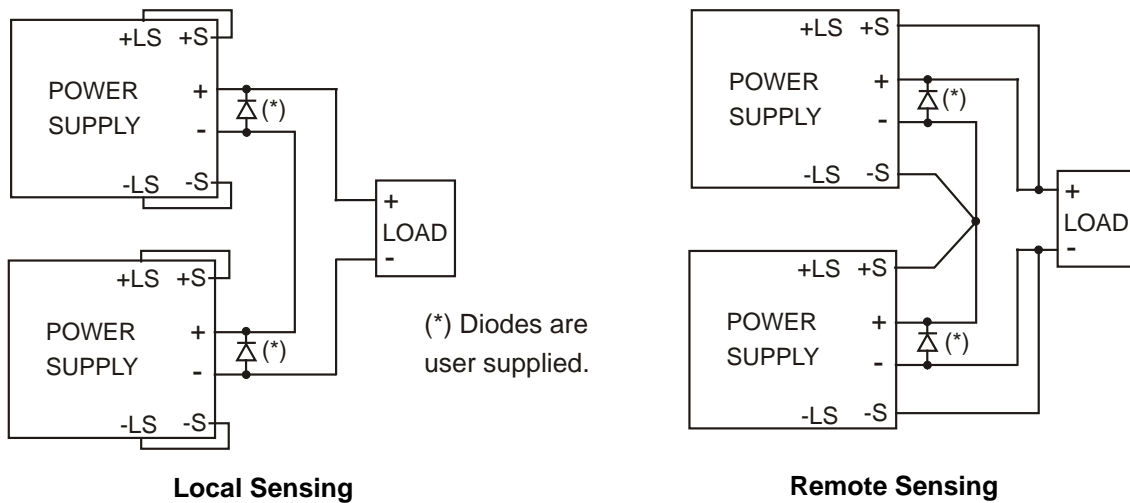 +LS +S
POWER
SUPPLY
+
-
(*)
-LS -S
+
LOAD
-
+LS +S
POWER
SUPPLY
+
-
(*)
-LS -S
(*) Diodes are
user supplied.
Local Sensing
+LS +S
POWER
SUPPLY
+
-
(*)
-LS -S
+
LOAD
-
+LS +S
POWER
SUPPLY
+
-
(*)
-LS -S
Remote Sensing